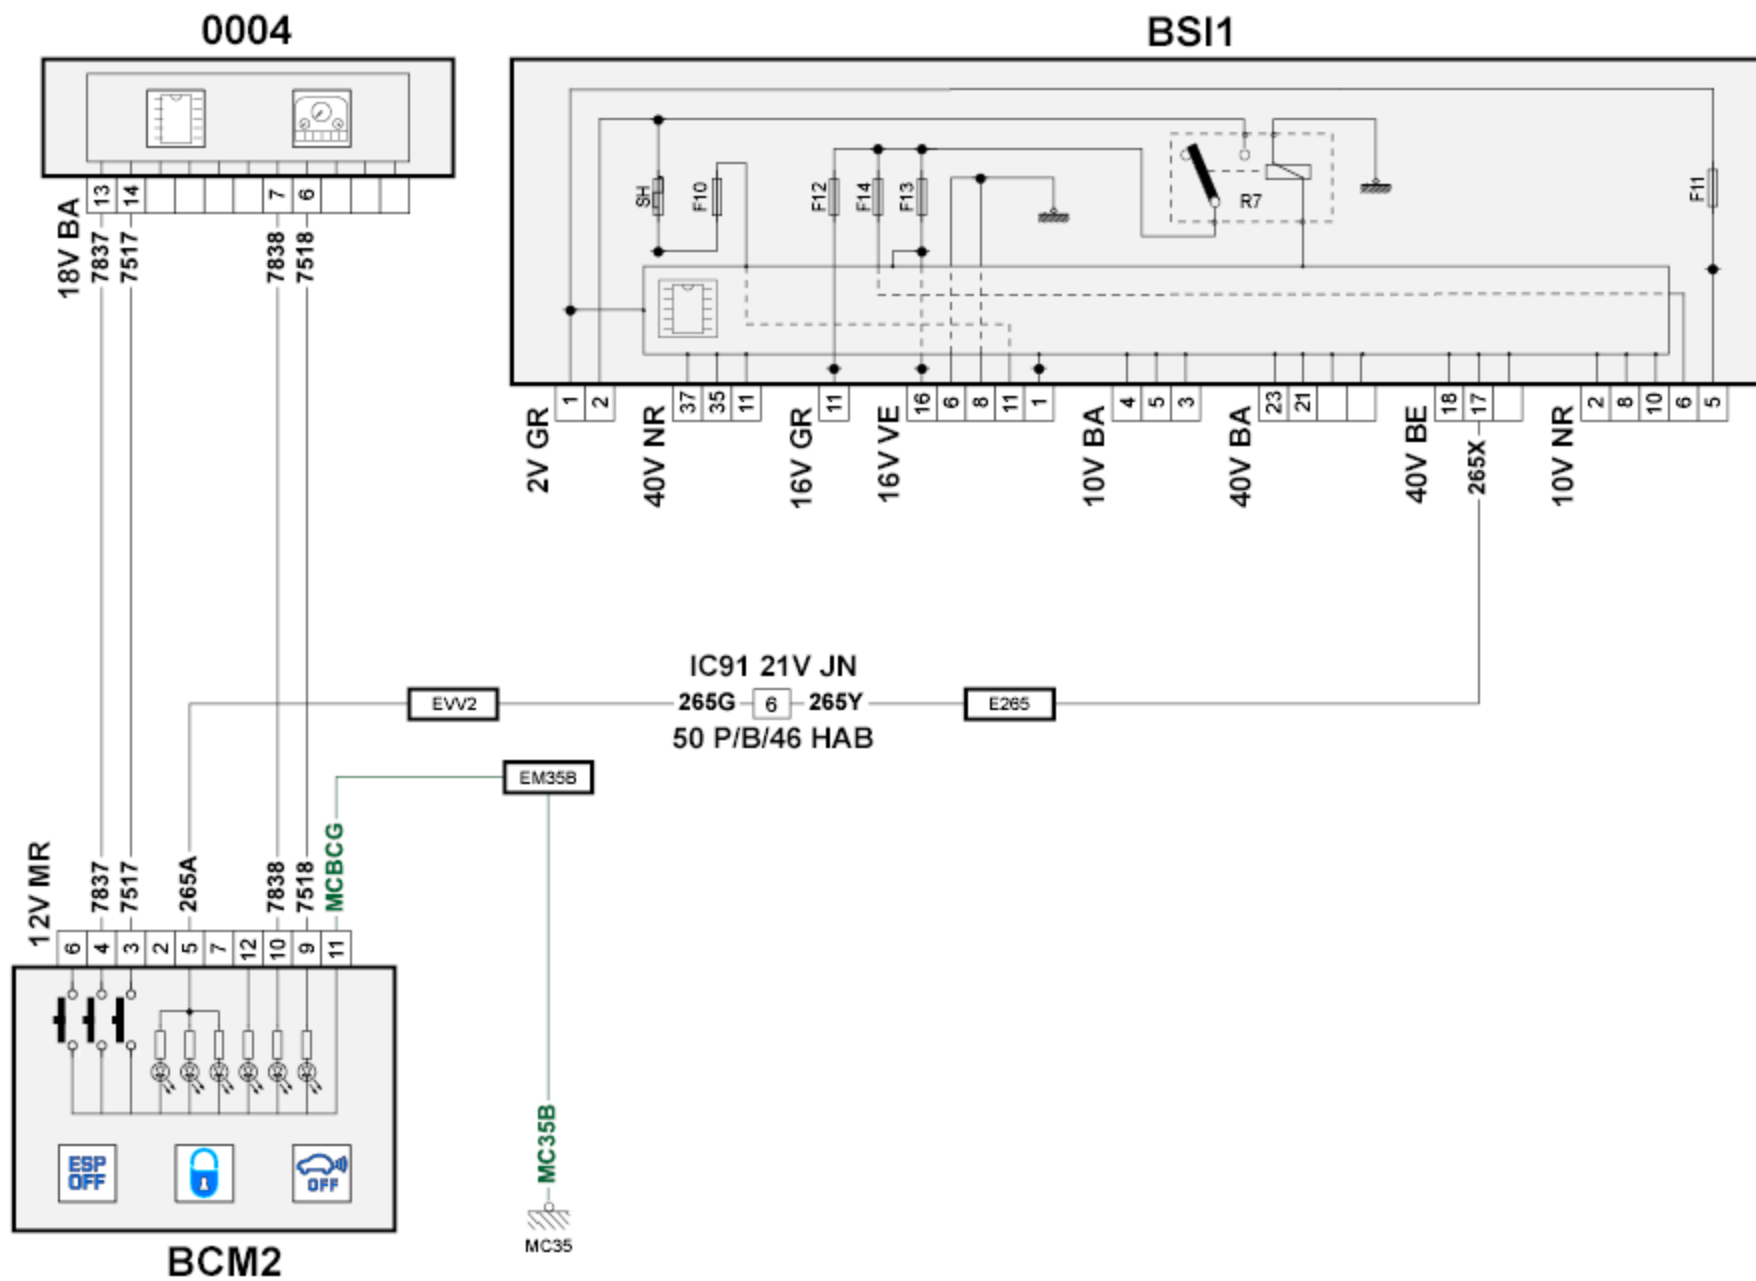 0004
BSI1
SH
F10
F12
F14
F13
R7
F11
13 14 7 6
18V BA
7837
7517
7838
7518
1 2
37 35 11
11
16 6 8 11 1
4 5 3
23 21
18 17
2 8 10 6 5
2V GR
40V NR
16V GR
16V VE
10V BA
40V BA
40V BE
265X
10V NR
IC91 21V JN
EVV2
265G
6
265Y
E265
50 P/B/46 HAB
EM35B
12V MR
7837
7517
265A
7838
7518
MCBCG
6 4 3 2 5 7 12 10 9 11
MC35B
ESP
OFF
1
OFF
MC35
BCM2